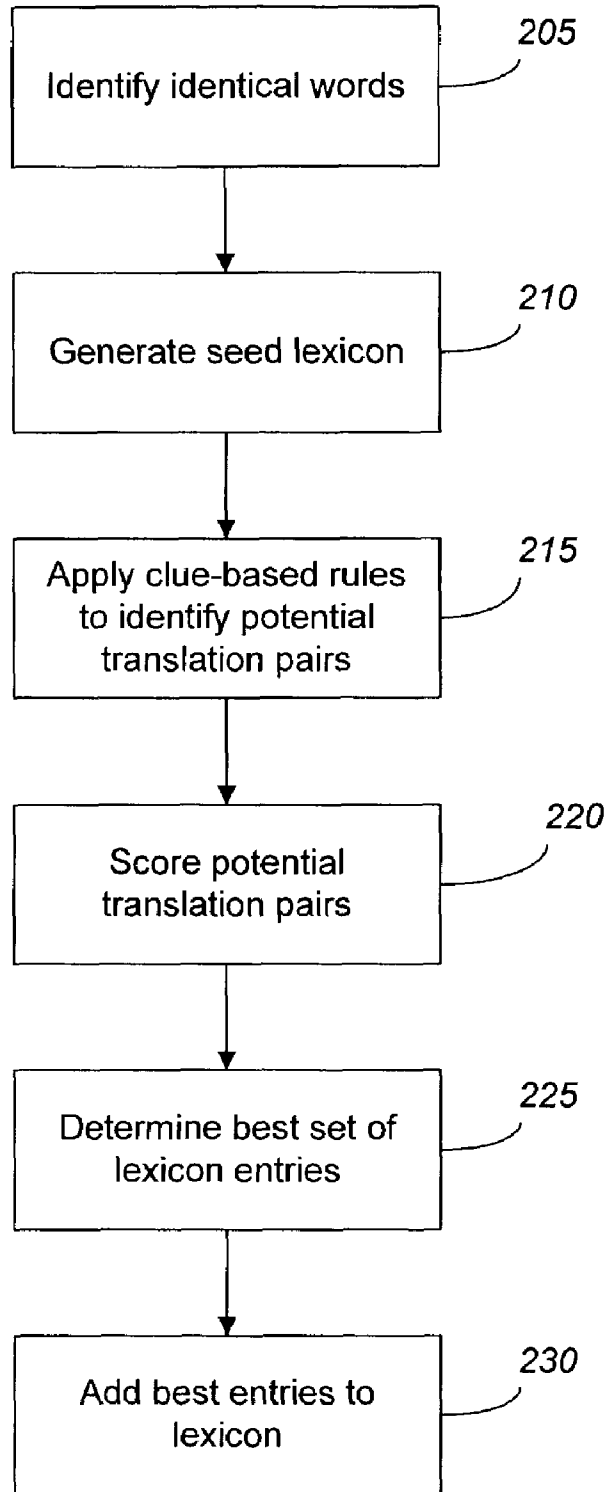 205
Identify identical words
210
Generate seed lexicon
215
Apply clue-based rules
to identify potential
translation pairs
220
Score potential
translation pairs
225
Determine best set of
lexicon entries
230
Add best entries to
lexicon